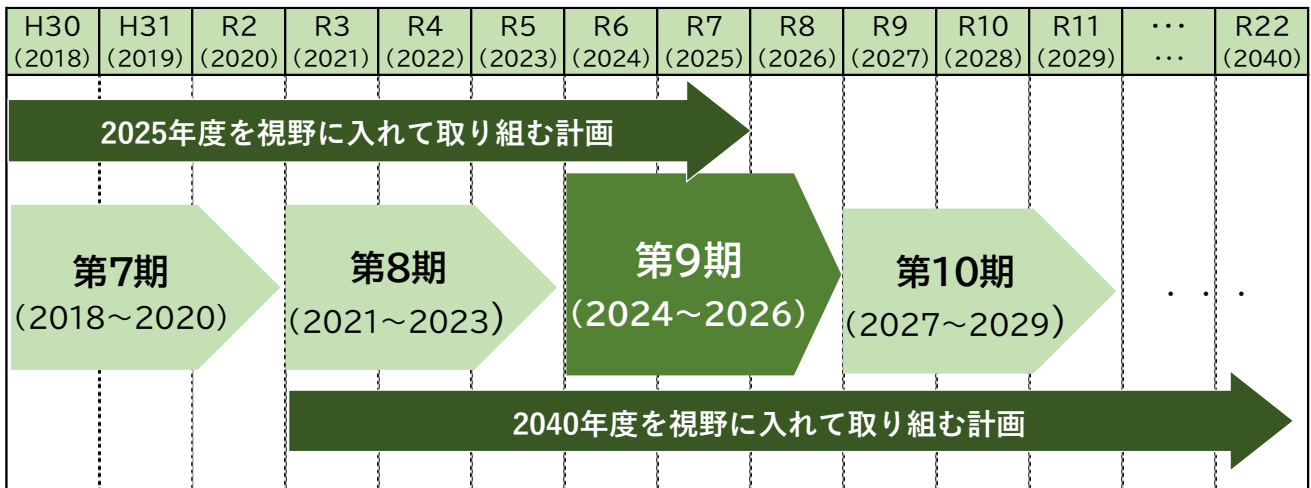 H30 H31 R2 R3 R4 R5 R6 R7 R8 R9 R10 R11 … R22
(2018) (2019) (2020) (2021) (2022) (2023) (2024) (2025) (2026) (2027) (2028) (2029) … (2040)
2025年度を視野に入れて取り組む計画
第7期
(2018～2020)
第8期
(2021～2023)
第9期
(2024～2026)
第10期
(2027～2029)
・・・
2040年度を視野に入れて取り組む計画